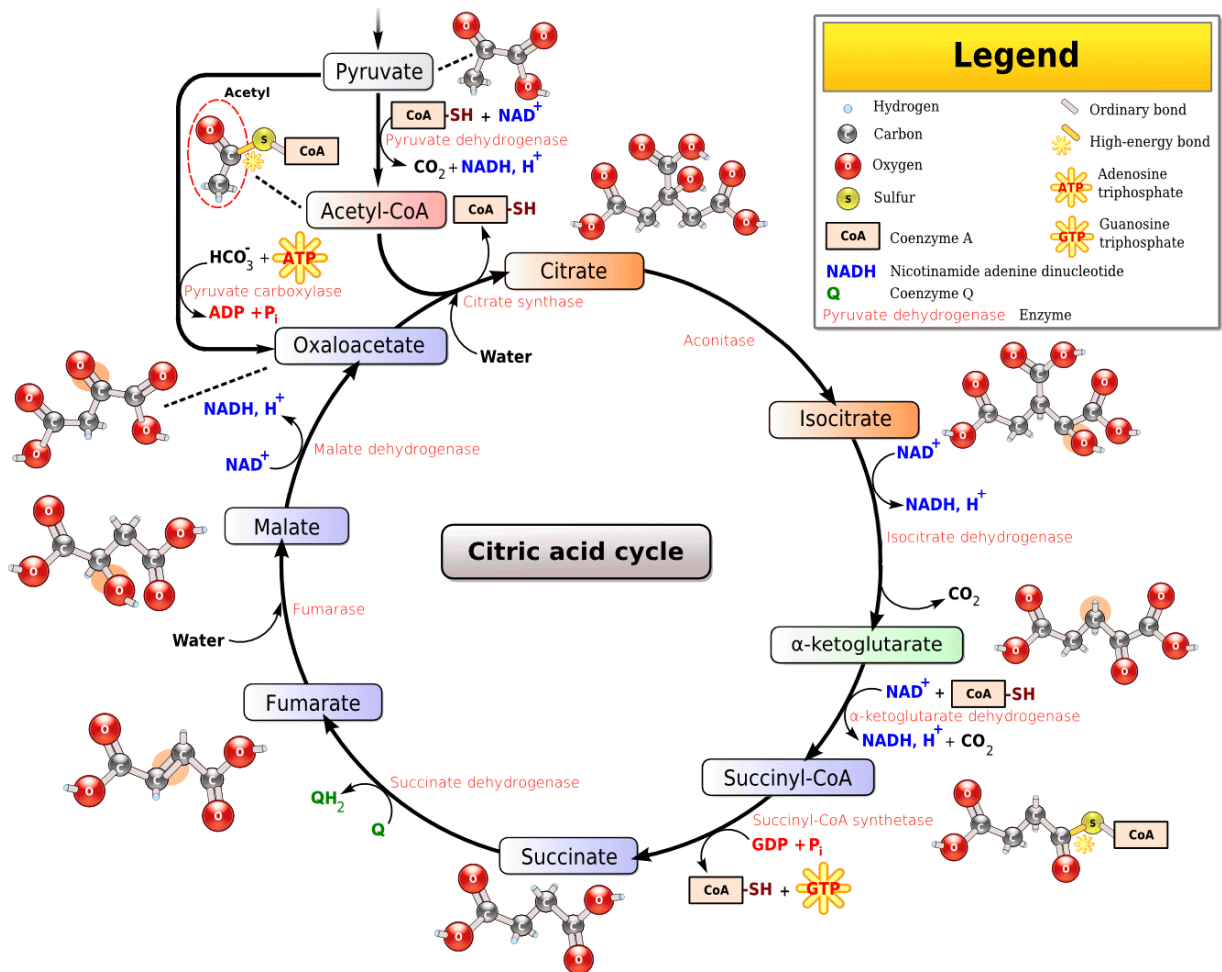 Pyruvate
Acetyl
CoA-SH + NAD+
Pyruvate dehydrogenase
CO2 + NADH, H+
S
CoA
Acetyl-CoA
CoA-SH
HCO3- + ATP
Pyruvate carboxylase
ADP + Pi
Citrate
Citrate synthase
Water
Oxaloacetate
Aconitase
Isocitrate
NAD+
NADH, H+
Isocitrate dehydrogenase
CO2
α-ketoglutarate
NAD+ + CoA-SH
α-ketoglutarate dehydrogenase
NADH, H+ + CO2
Succinyl-CoA
Succinyl-CoA synthetase
GDP + Pi
CoA-SH + GTP
S
CoA
Succinate
Succinate dehydrogenase
QH2
Q
Fumarate
Fumarase
Water
Malate
Malate dehydrogenase
NADH, H+
NAD+
Citric acid cycle
Legend
Hydrogen
C Carbon
O Oxygen
S Sulfur
CoA Coenzyme A
NADH Nicotinamide adenine dinucleotide
Q Coenzyme Q
Pyruvate dehydrogenase Enzyme
Ordinary bond
High-energy bond
ATP Adenosine
triphosphate
GTP Guanosine
triphosphate